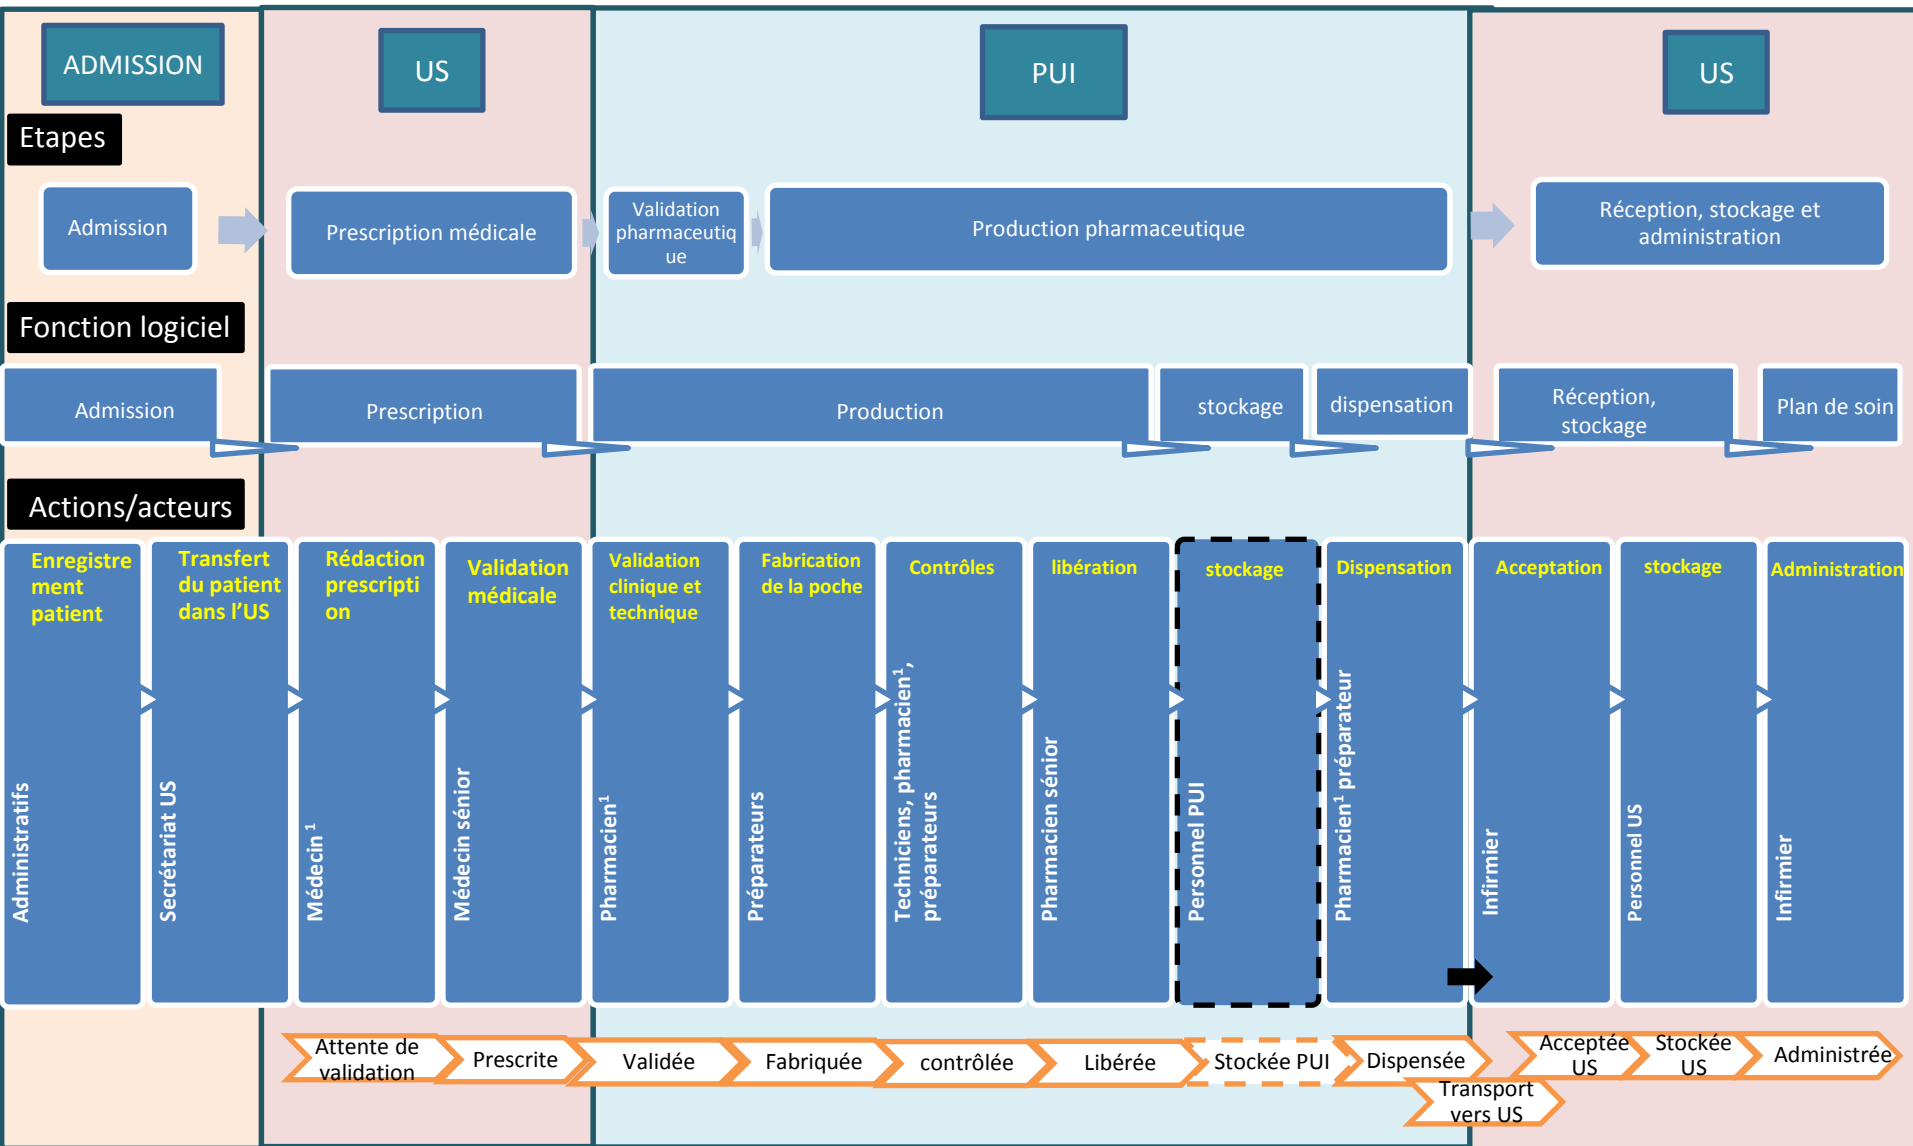 ADMISSION
US
PUI
US
Etapes
Admission
Prescription médicale
Validation
pharmaceutiq
ue
Production pharmaceutique
Réception, stockage et
administration
Fonction logiciel
Admission
Prescription
Production
stockage
dispensation
Réception,
stockage
Plan de soin
Actions/acteurs
Enregistre
ment
patient
Administratifs
Transfert
du patient
dans l’US
Secrétariat US
Rédaction
prescripti
on
Médecin ¹
Validation
médicale
Médecin sénior
Validation
clinique et
technique
Pharmacien¹
Fabrication
de la poche
Préparateurs
Contrôles
Techniciens, pharmacien¹,
préparateurs
libération
Pharmacien sénior
stockage
Personnel PUI
Dispensation
Pharmacien¹ préparateur
Acceptation
Infirmier
stockage
Personnel US
Administration
Infirmier
Attente de
validation
Prescrite
Validée
Fabriquée
contrôlée
Libérée
Stockée PUI
Dispensée
Transport
vers US
Acceptée
US
Stockée
US
Administrée